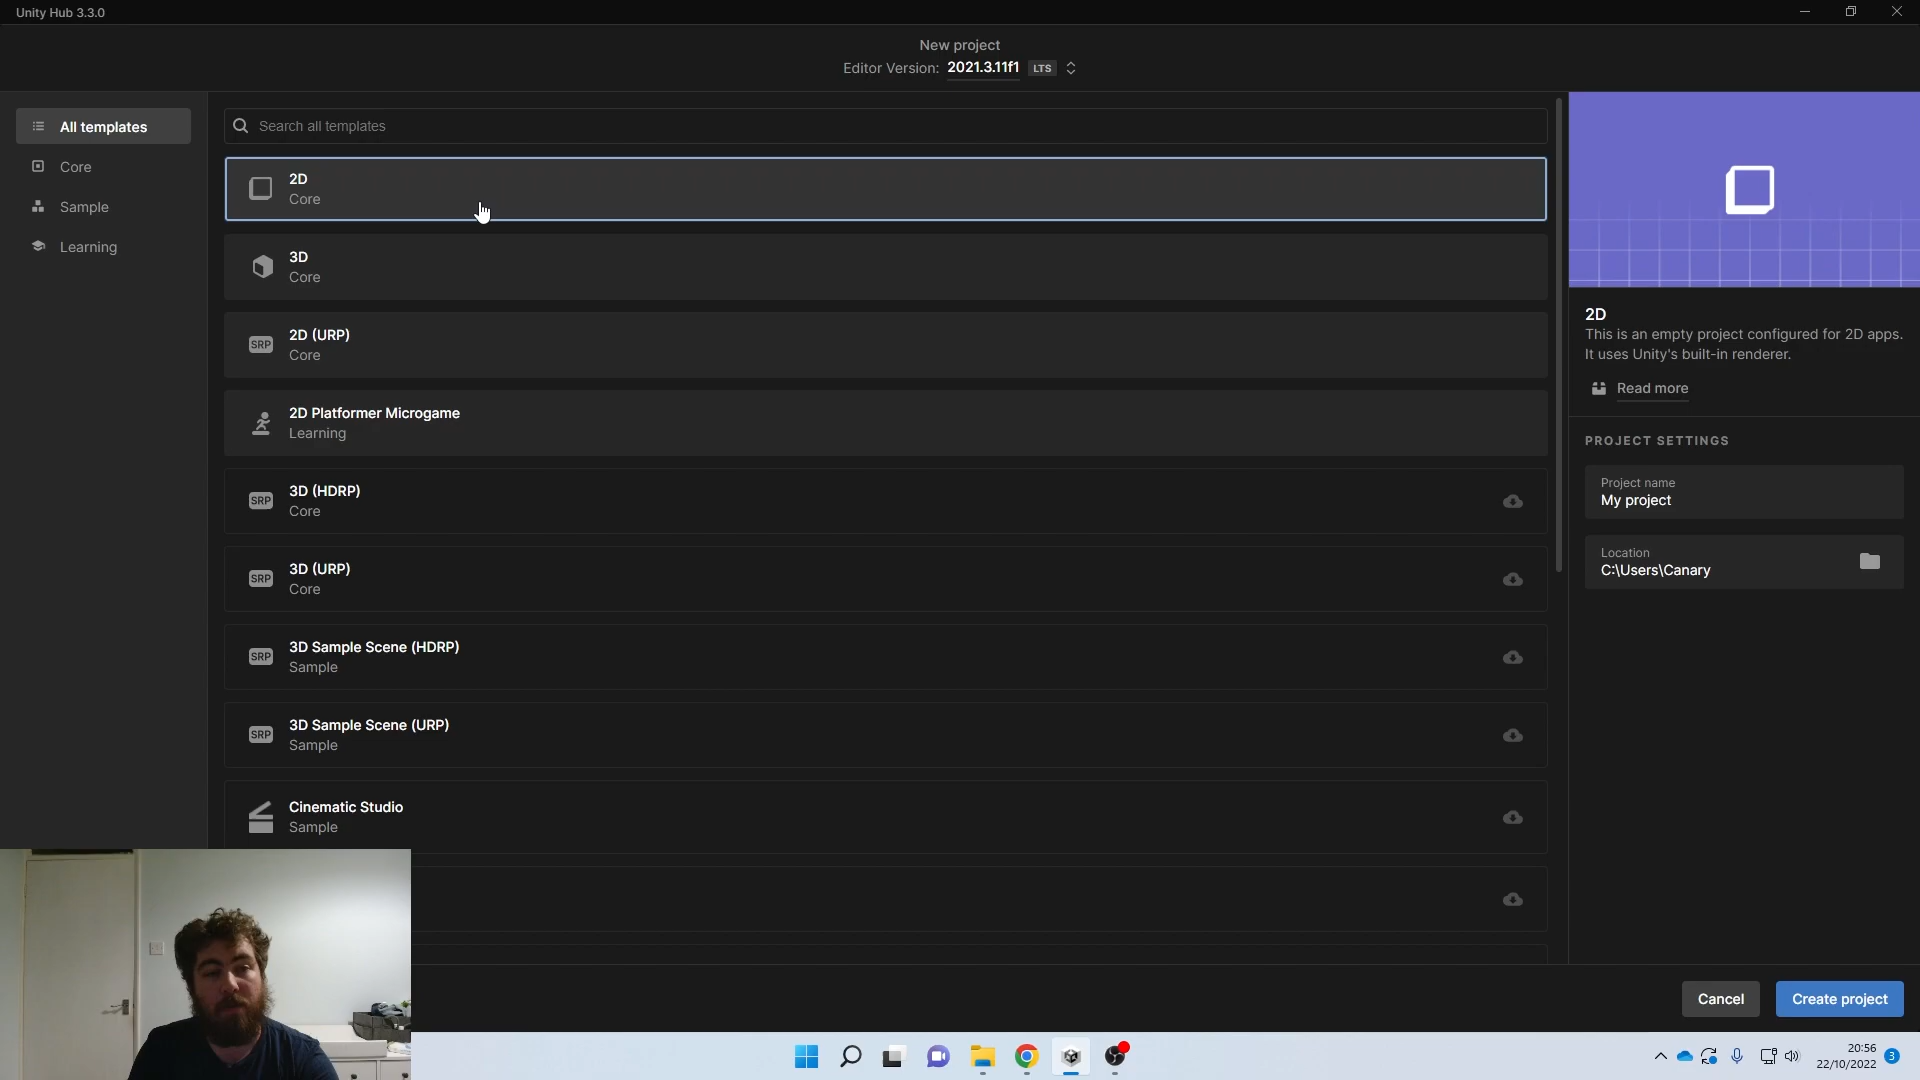 Unity Hub 3.3.0
New project
Editor Version: 2021.3.11f1 LTS
All templates
Core
Sample
Learning
Search all templates
2D
Core
3D
Core
SRP
2D (URP)
Core
2D Platformer Microgame
Learning
SRP
3D (HDRP)
Core
SRP
3D (URP)
Core
SRP
3D Sample Scene (HDRP)
Sample
SRP
3D Sample Scene (URP)
Sample
Cinematic Studio
Sample
2D
This is an empty project configured for 2D apps.
It uses Unity's built-in renderer.
Read more
PROJECT SETTINGS
Project name
My project
Location
C:\Users\Canary
Cancel
Create project
20:56
22/10/2022
3